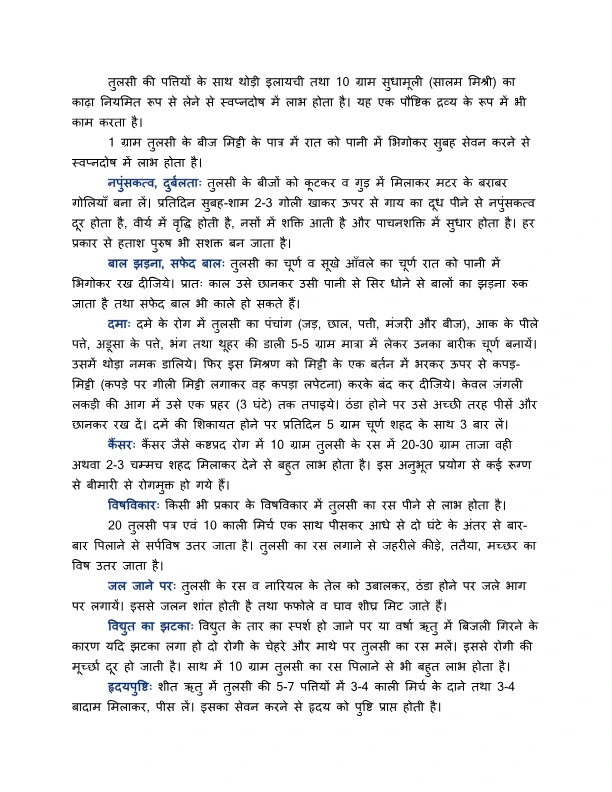 तुलसी की पत्तियों के साथ थोड़ी इलायची तथा 10 ग्राम सुधामूली (सालम मिश्री) का
काढ़ा नियमित रूप से लेने से स्वप्नदोष में लाभ होता है। यह एक पौष्टिक द्रव्य के रूप में भी
काम करता है।
1 ग्राम तुलसी के बीज मिट्टी के पात्र में रात को पानी में भिगोकर सुबह सेवन करने से
स्वप्नदोष में लाभ होता है।
नपुंसकत्व, दुर्बलताः तुलसी के बीजों को कूटकर व गुड़ में मिलाकर मटर के बराबर
गोलियाँ बना लें। प्रतिदिन सुबह-शाम 2-3 गोली खाकर ऊपर से गाय का दूध पीने से नपुंसकत्व
दूर होता है, वीर्य में वृद्धि होती है, नसों में शक्ति आती है और पाचनशक्ति में सुधार होता है। हर
प्रकार से हताश पुरुष भी सशक्त बन जाता है।
बाल झड़ना, सफेद बालः तुलसी का चूर्ण व सूखे आँवले का चूर्ण रात को पानी में
भिगोकर रख दीजिये। प्रातः काल उसे छानकर उसी पानी से सिर धोने से बालों का झड़ना रुक
जाता है तथा सफेद बाल भी काले हो सकते हैं।
दमाः दमे के रोग में तुलसी का पंचांग (जड़, छाल, पत्ती, मंजरी और बीज), आक के पीले
पत्ते, अडूसा के पत्ते, भंग तथा थूहर की डाली 5-5 ग्राम मात्रा में लेकर उनका बारीक चूर्ण बनायें।
उसमें थोड़ा नमक डालिये। फिर इस मिश्रण को मिट्टी के एक बर्तन में भरकर ऊपर से कपड़-
मिट्टी (कपड़े पर गीली मिट्टी लगाकर वह कपड़ा लपेटना) करके बंद कर दीजिये। केवल जंगली
लकड़ी की आग में उसे एक प्रहर (3 घंटे) तक तपाइये। ठंडा होने पर उसे अच्छी तरह पीसें और
छानकर रख दें। दमें की शिकायत होने पर प्रतिदिन 5 ग्राम चूर्ण शहद के साथ 3 बार लें।
कैंसरः कैंसर जैसे कष्टप्रद रोग में 10 ग्राम तुलसी के रस में 20-30 ग्राम ताजा वही
अथवा 2-3 चम्मच शहद मिलाकर देने से बहुत लाभ होता है। इस अनुभूत प्रयोग से कई रूग्ण
से बीमारी से रोगमुक्त हो गये हैं।
विषविकारः किसी भी प्रकार के विषविकार में तुलसी का रस पीने से लाभ होता है।
20 तुलसी पत्र एवं 10 काली मिर्च एक साथ पीसकर आधे से दो घंटे के अंतर से बार-
बार पिलाने से सर्पविष उतर जाता है। तुलसी का रस लगाने से जहरीले कीड़े, ततैया, मच्छर का
विष उतर जाता है।
जल जाने परः तुलसी के रस व नारियल के तेल को उबालकर, ठंडा होने पर जले भाग
पर लगायें। इससे जलन शांत होती है तथा फफोले व घाव शीघ्र मिट जाते हैं।
विद्युत का झटकाः विद्युत के तार का स्पर्श हो जाने पर या वर्षा ऋतु में बिजली गिरने के
कारण यदि झटका लगा हो दो रोगी के चेहरे और माथे पर तुलसी का रस मलें। इससे रोगी की
मूर्च्छा दूर हो जाती है। साथ में 10 ग्राम तुलसी का रस पिलाने से भी बहुत लाभ होता है।
हृदयपुष्टिः शीत ऋतु में तुलसी की 5-7 पत्तियों में 3-4 काली मिर्च के दाने तथा 3-4
बादाम मिलाकर, पीस लें। इसका सेवन करने से हृदय को पुष्टि प्राप्त होती है।